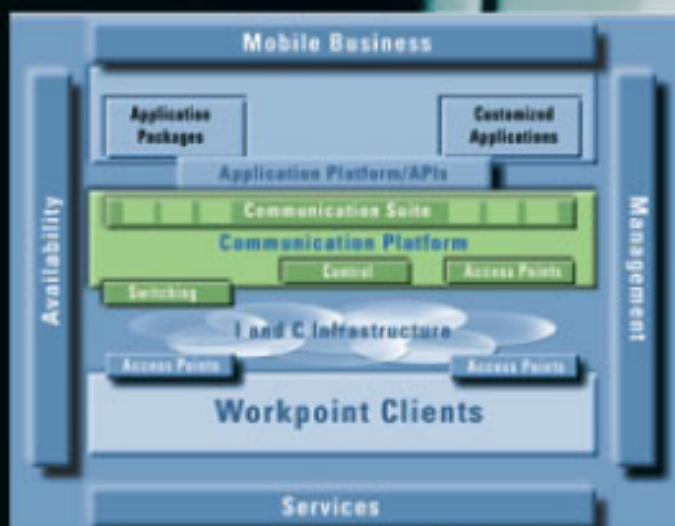 Mobile Business
Application
Packages
Customized
Applications
Application Platform/APIs
Availability
Management
Communication Suite
Communication Platform
Control
Access Points
Switching
I and C Infrastructure
Access Points
Access Points
Workpoint Clients
Services